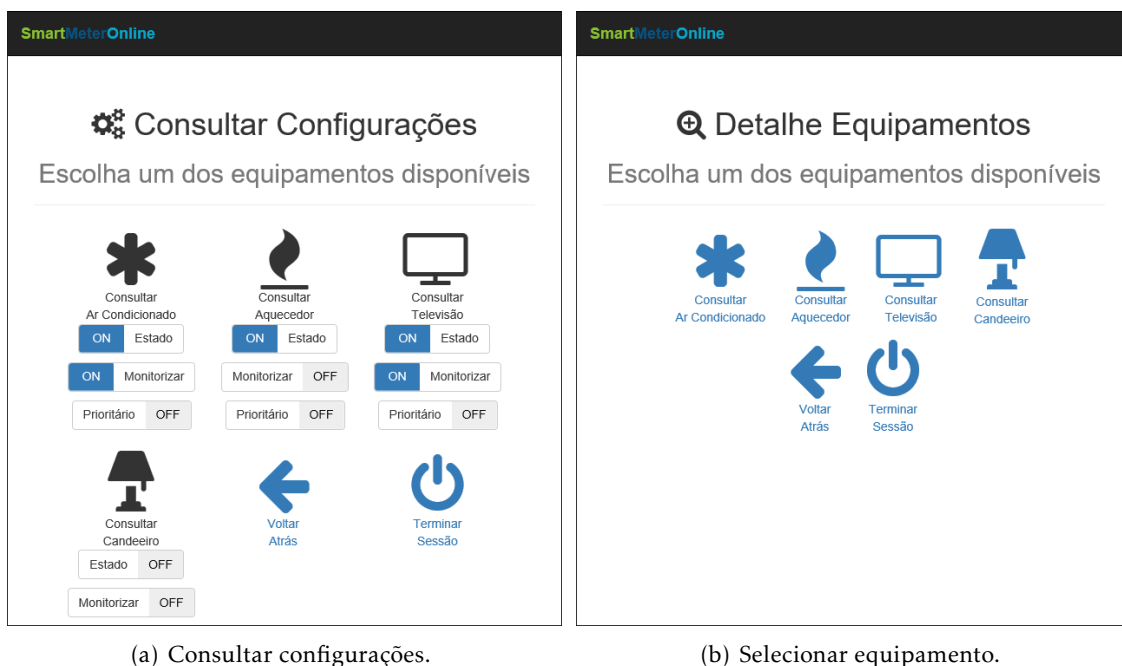 SmartMeterOnline
Consultar Configurações
Escolha um dos equipamentos disponíveis
Consultar
Ar Condicionado
ON Estado
ON Monitorizar
Prioritário OFF
Consultar
Aquecedor
ON Estado
Monitorizar OFF
Prioritário OFF
Consultar
Televisão
ON Estado
ON Monitorizar
Prioritário OFF
Consultar
Candeeiro
Estado OFF
Monitorizar OFF
Voltar
Atrás
Terminar
Sessão
(a) Consultar configurações.
SmartMeterOnline
Detalhe Equipamentos
Escolha um dos equipamentos disponíveis
Consultar
Ar Condicionado
Consultar
Aquecedor
Consultar
Televisão
Consultar
Candeeiro
Voltar
Atrás
Terminar
Sessão
(b) Selecionar equipamento.